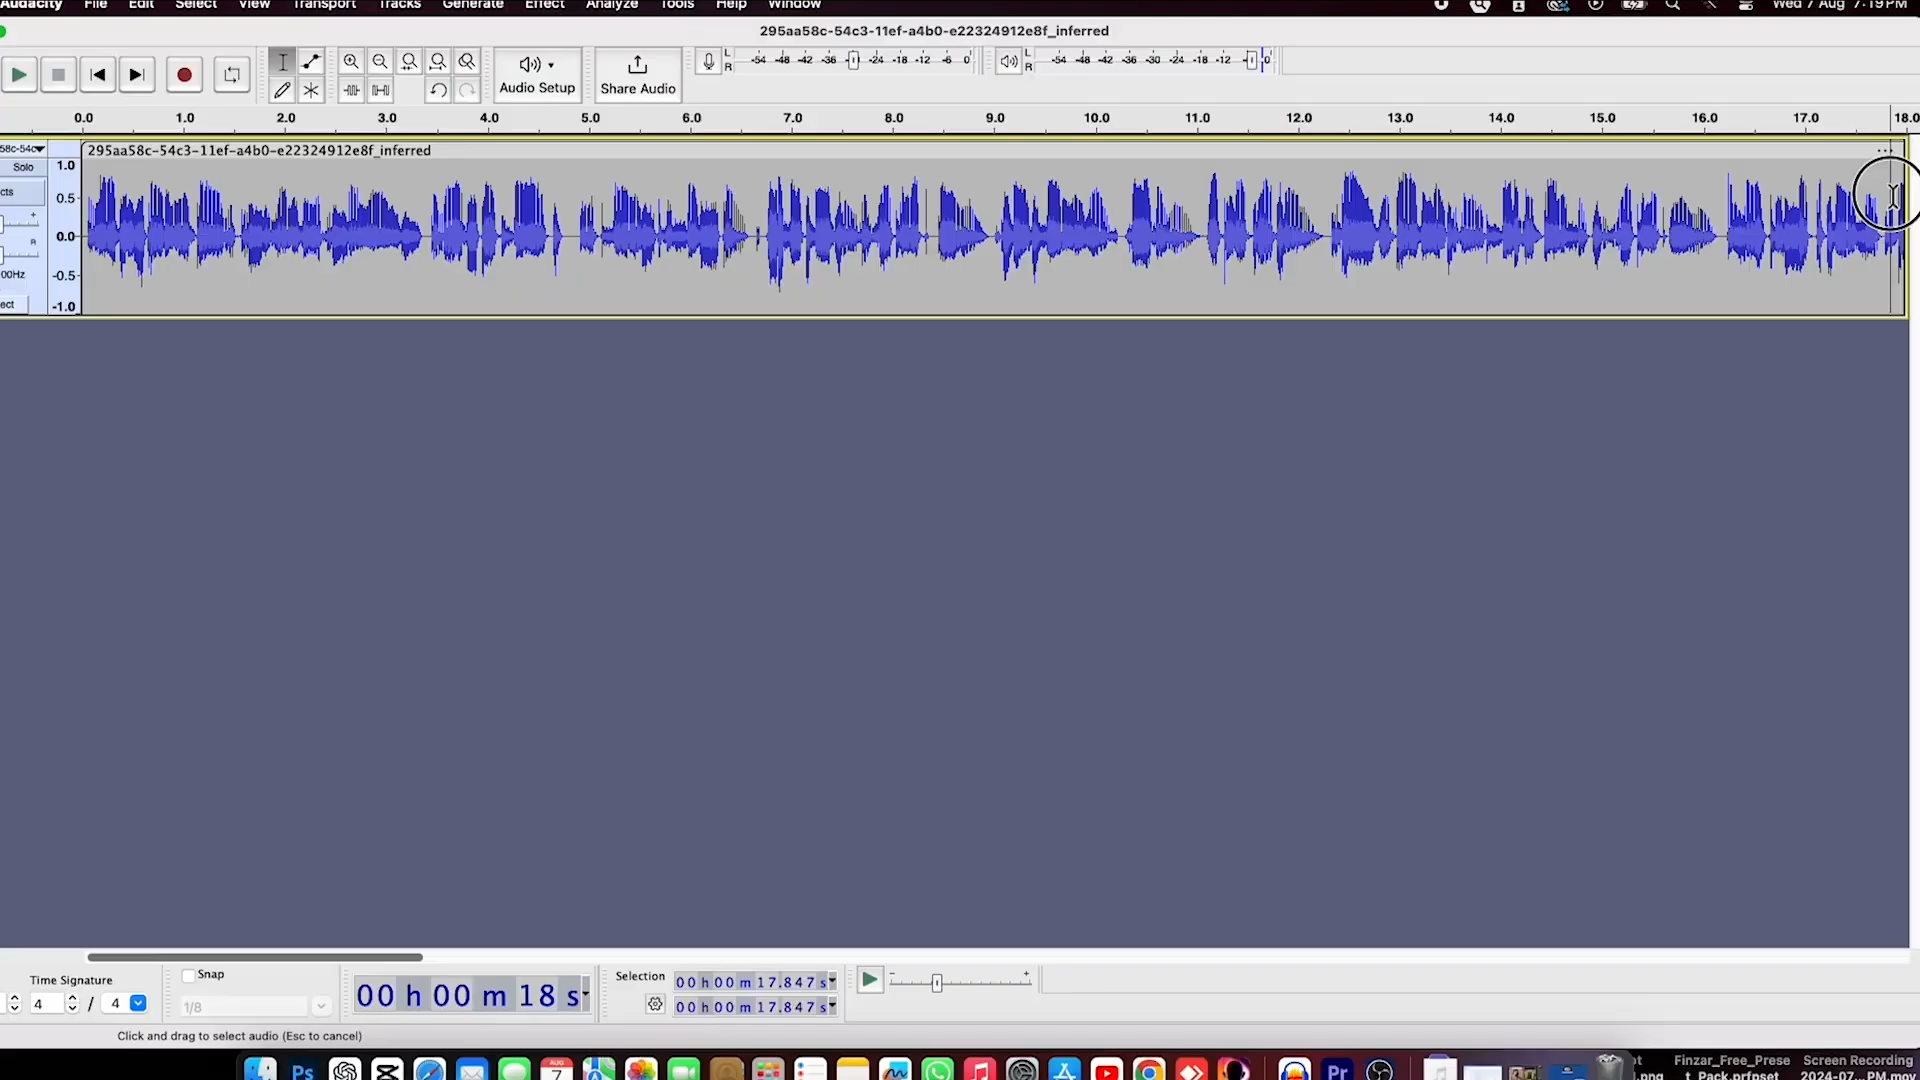 Audacity File Edit Select View Transport Tracks Generate Effect Analyze Tools Help Window Wed 7 Aug 7:19PM
295aa58c-54c3-11ef-a4b0-e22324912e8f_inferred
Audio Setup Share Audio
L R -54 -48 -42 -36 -30 -24 -18 -12 -6 0
L R -54 -48 -42 -36 -30 -24 -18 -12 0
0.0 1.0 2.0 3.0 4.0 5.0 6.0 7.0 8.0 9.0 10.0 11.0 12.0 13.0 14.0 15.0 16.0 17.0 18.0
58c-54c 295aa58c-54c3-11ef-a4b0-e22324912e8f_inferred ...
Solo
cts
+
R
00Hz
ect
1.0
0.5
0.0
-0.5
-1.0
Time Signature
4 / 4
Snap
1/8
00 h 00 m 18 s
Selection
00 h 00 m 17.847 s
00 h 00 m 17.847 s
- +
Click and drag to select audio (Esc to cancel)
Ps AUG 7 Pr
Finzar_Free_Prese
t_Pack.prfpset
Screen Recording
2024-07...PM.mov
.png